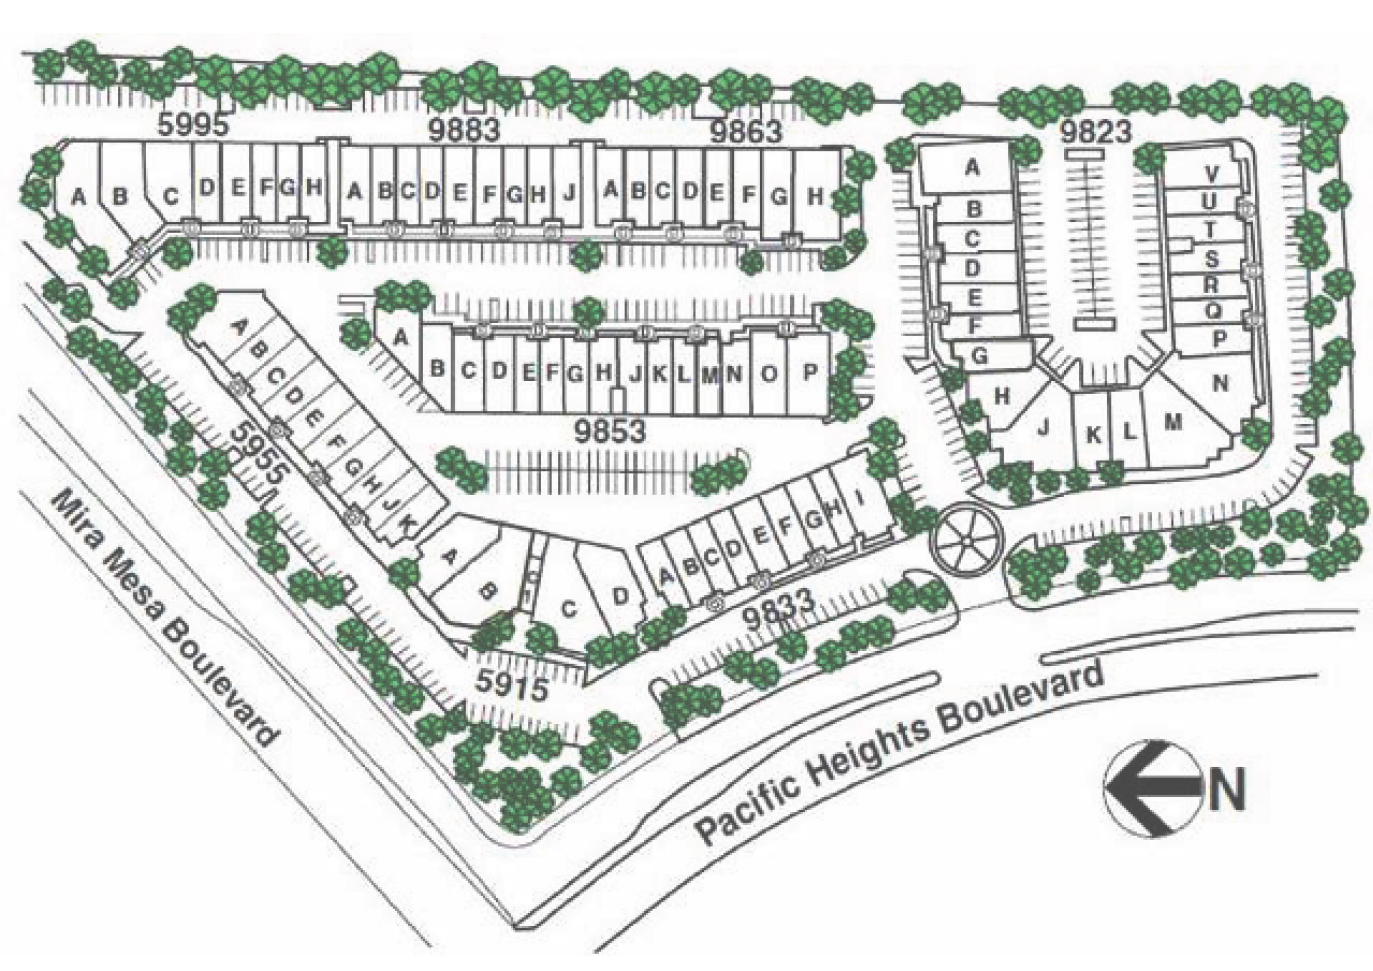 5995
9883
9863
9823
A B C D E F G H
A B C D E F G H J
A B C D E F G H
A
B
C
D
E
F
G
H
J
K
L
M
N
P
Q
R
S
T
U
V
A B C D E F G H J K L M N O P
9853
A
B
C
D
E
F
G
H
J
K
5955
A
B
C
D
5915
A B C D E F G H I
9833
Mira Mesa Boulevard
Pacific Heights Boulevard
N